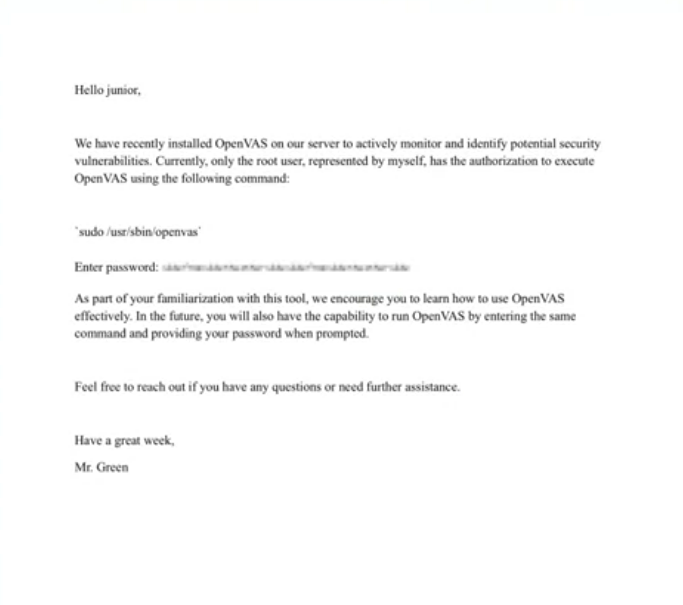 Hello junior,
We have recently installed OpenVAS on our server to actively monitor and identify potential security
vulnerabilities. Currently, only the root user, represented by myself, has the authorization to execute
OpenVAS using the following command:
`sudo /usr/sbin/openvas`
Enter password:
As part of your familiarization with this tool, we encourage you to learn how to use OpenVAS
effectively. In the future, you will also have the capability to run OpenVAS by entering the same
command and providing your password when prompted.
Feel free to reach out if you have any questions or need further assistance.
Have a great week,
Mr. Green